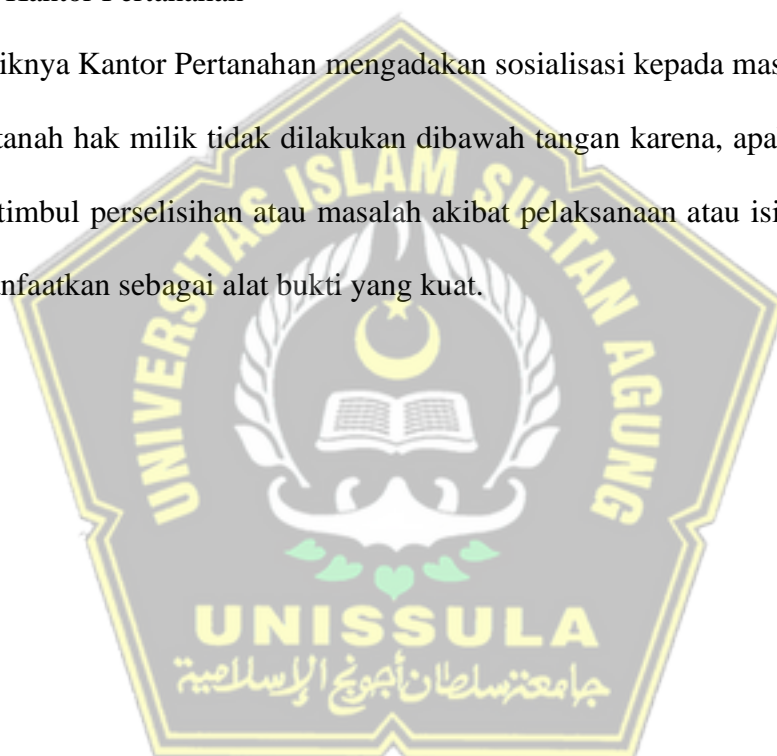 Kantor Pertanahan
iknya Kantor Pertanahan mengadakan sosialisasi kepada mas
tanah hak milik tidak dilakukan dibawah tangan karena, apa
timbul perselisihan atau masalah akibat pelaksanaan atau isi
nfaatkan sebagai alat bukti yang kuat.
UNIVERSITAS ISLAM SULTAN AGUNG
UNISSULA
جامعتسلطان أجونج الإسلامية